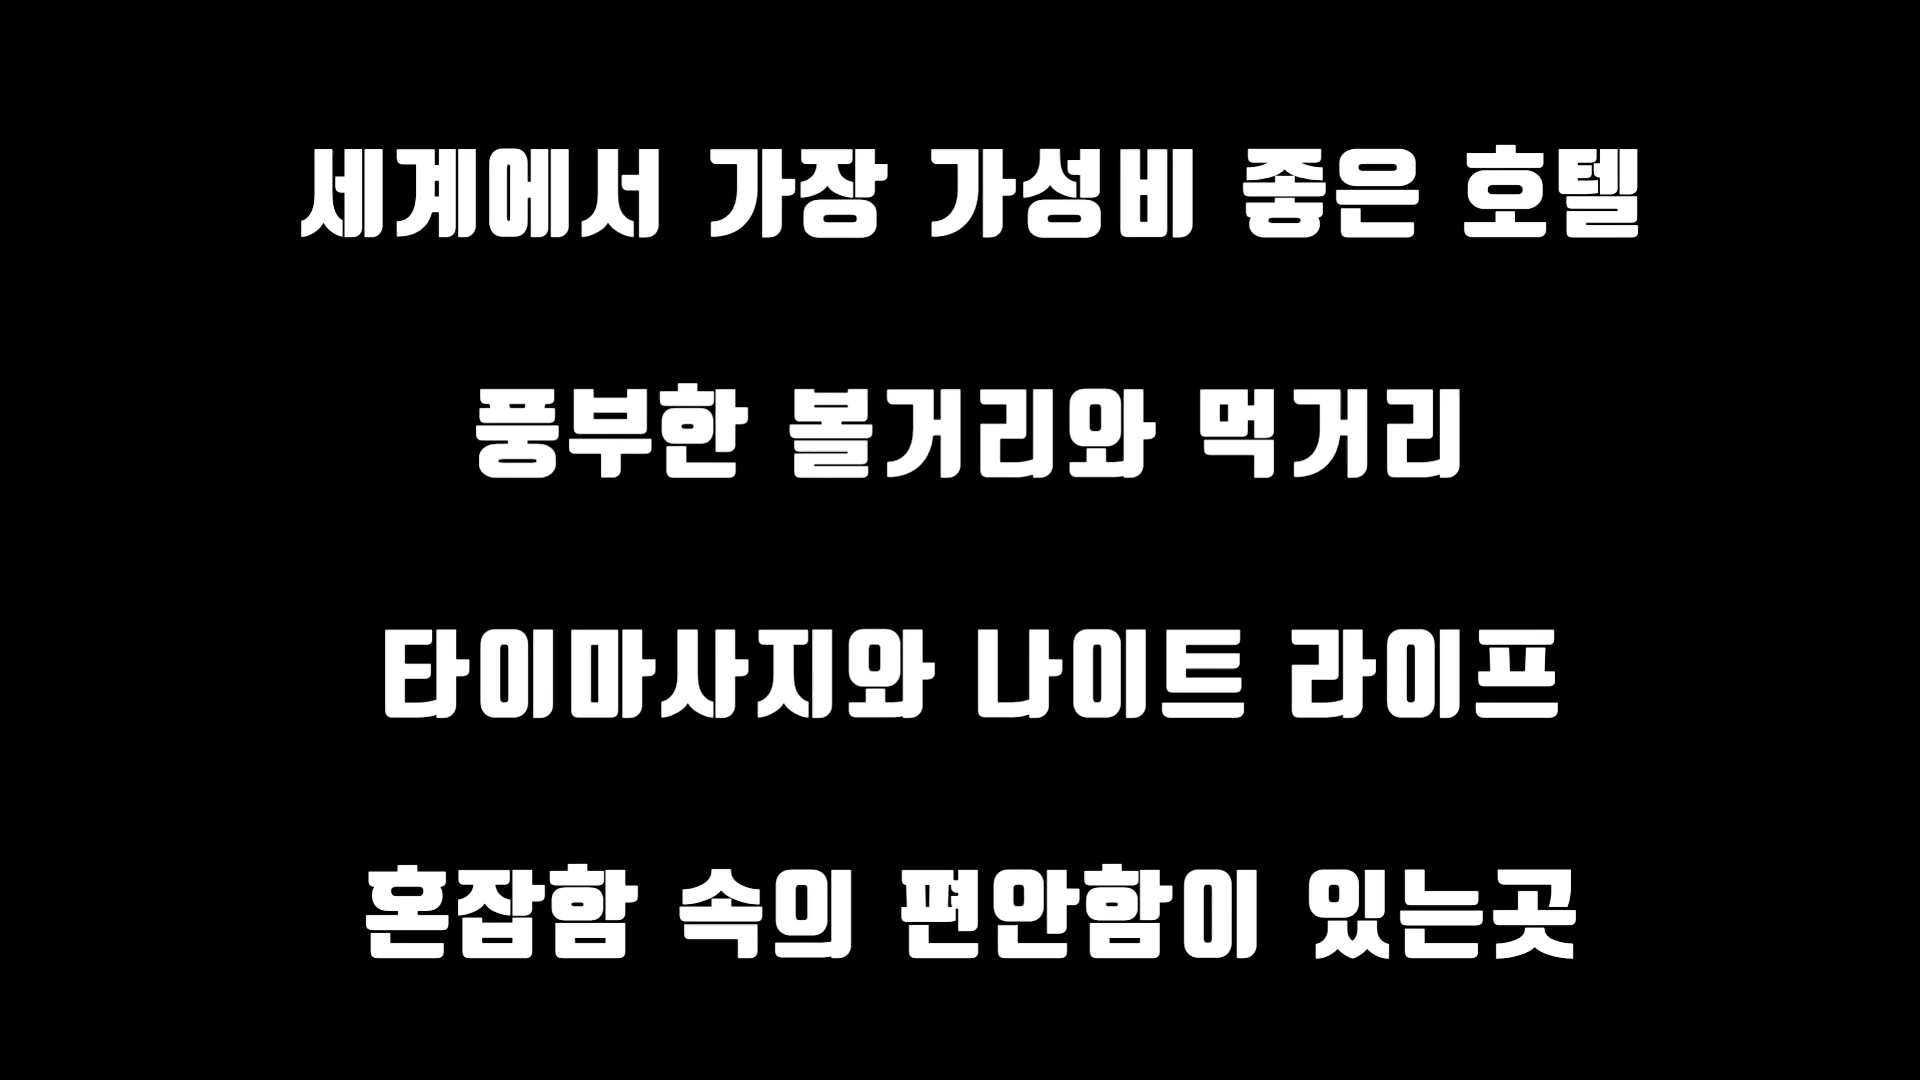 세계에서 가장 가성비 좋은 호텔
풍부한 볼거리와 먹거리
타이마사지와 나이트 라이프
혼잡함 속의 편안함이 있는곳